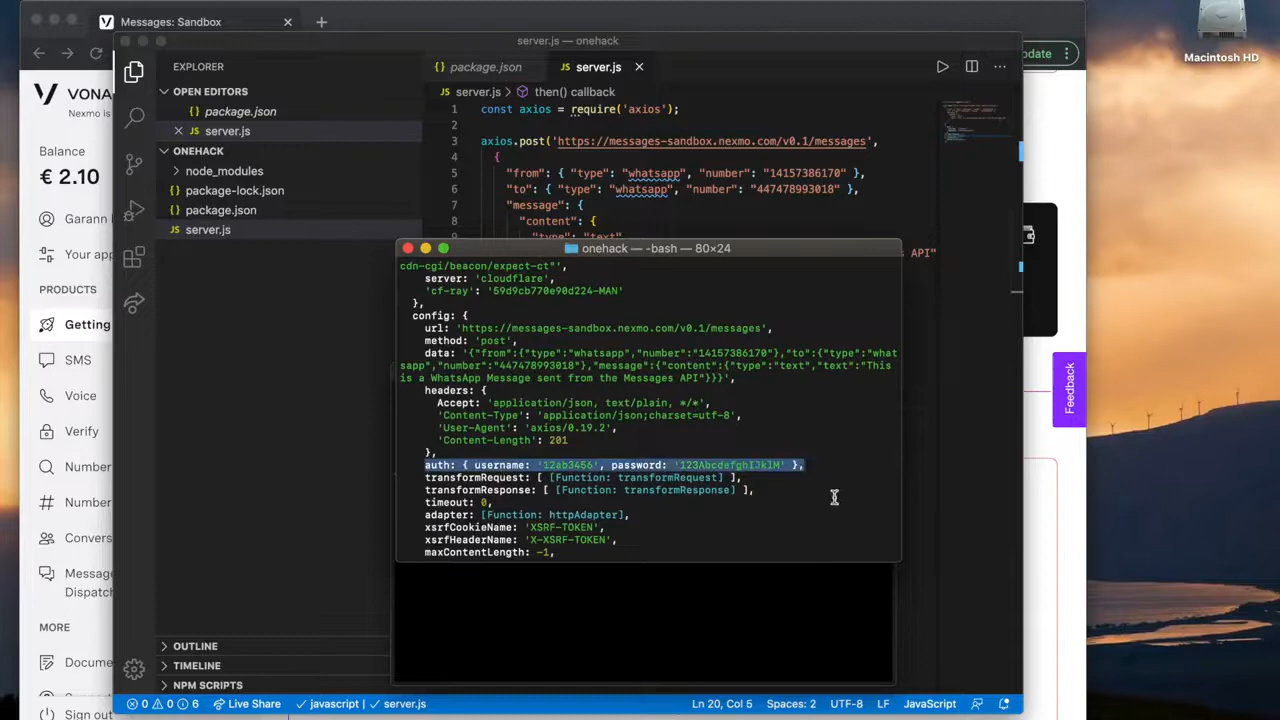 Messages: Sandbox
server.js — onehack
Macintosh HD
EXPLORER
{ } package.json
JS server.js
VONA
OPEN EDITORS
server.js > then() callback
{ } package.json
1 const axios = require('axios');
Nexmo is
JS server.js
2
Balance
ONEHACK
3 axios.post('https://messages-sandbox.nexmo.com/v0.1/messages',
4 {
€ 2.10
node_modules
5 "from": { "type": "whatsapp", "number": "14157386170" },
package-lock.json
6 "to": { "type": "whatsapp", "number": "447478993018" },
package.json
7 "message": {
Garann
server.js
8 "content": {
"type": "text"
API"
Your app
onehack — -bash — 80×24
cdn-cgi/beacon/expect-ct"',
server: 'cloudflare',
'cf-ray': '59d9cb770e90d224-MAN'
},
config: {
url: 'https://messages-sandbox.nexmo.com/v0.1/messages',
method: 'post',
data: '{"from":{"type":"whatsapp","number":"14157386170"},"to":{"type":"what
sapp","number":"447478993018"},"message":{"content":{"type":"text","text":"This
is a WhatsApp Message sent from the Messages API"}}}',
headers: {
Accept: 'application/json, text/plain, */*',
'Content-Type': 'application/json;charset=utf-8',
'User-Agent': 'axios/0.19.2',
'Content-Length': 201
},
auth: { username: '12ab3456', password: '123AbcdefghIJklM' },
transformRequest: [ [Function: transformRequest] ],
transformResponse: [ [Function: transformResponse] ],
timeout: 0,
adapter: [Function: httpAdapter],
xsrfCookieName: 'XSRF-TOKEN',
xsrfHeaderName: 'X-XSRF-TOKEN',
maxContentLength: -1,
PRODUCTS
Getting
SMS
Voice
Verify
Number
Number
Convers
Message
Dispatch
MORE
Docume
Sign out
Feedback
OUTLINE
TIMELINE
NPM SCRIPTS
0 0 6 Live Share javascript | server.js Ln 20, Col 5 Spaces: 2 UTF-8 LF JavaScript